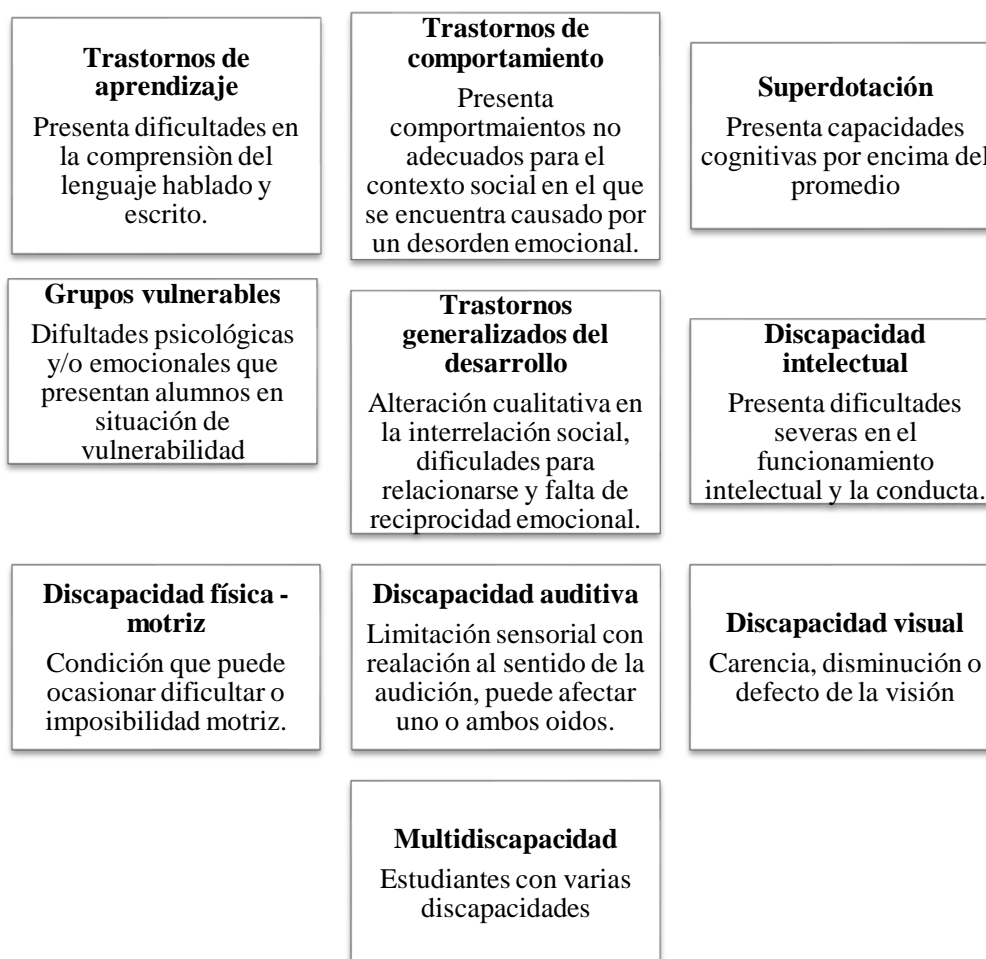 Trastornos de
aprendizaje
Presenta dificultades en
la comprensiòn del
lenguaje hablado y
escrito.
Trastornos de
comportamiento
Presenta
comportmaientos no
adecuados para el
contexto social en el que
se encuentra causado por
un desorden emocional.
Superdotación
Presenta capacidades
cognitivas por encima del
promedio
Grupos vulnerables
Difultades psicológicas
y/o emocionales que
presentan alumnos en
situación de
vulnerabilidad
Trastornos
generalizados del
desarrollo
Alteración cualitativa en
la interrelación social,
dificulades para
relacionarse y falta de
reciprocidad emocional.
Discapacidad
intelectual
Presenta dificultades
severas en el
funcionamiento
intelectual y la conducta.
Discapacidad física -
motriz
Condición que puede
ocasionar dificultar o
imposibilidad motriz.
Discapacidad auditiva
Limitación sensorial con
realación al sentido de la
audición, puede afectar
uno o ambos oidos.
Discapacidad visual
Carencia, disminución o
defecto de la visión
Multidiscapacidad
Estudiantes con varias
discapacidades